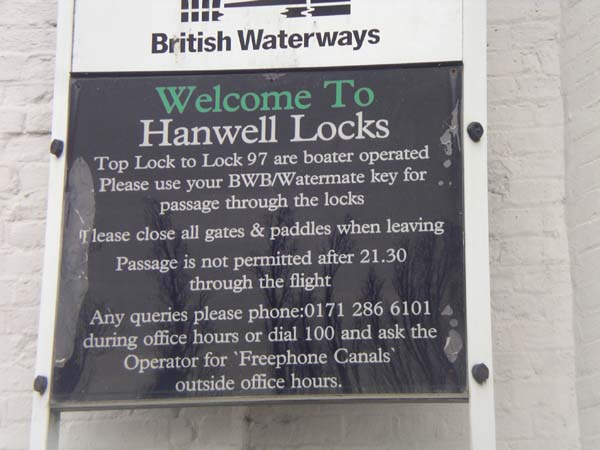 British Waterways
Welcome To
Hanwell Locks
Top Lock to Lock 97 are boater operated
Please use your BWB/Watermate key for
passage through the locks
Please close all gates & paddles when leaving
Passage is not permitted after 21.30
through the flight
Any queries please phone:0171 286 6101
during office hours or dial 100 and ask the
Operator for `Freephone Canals`
outside office hours.